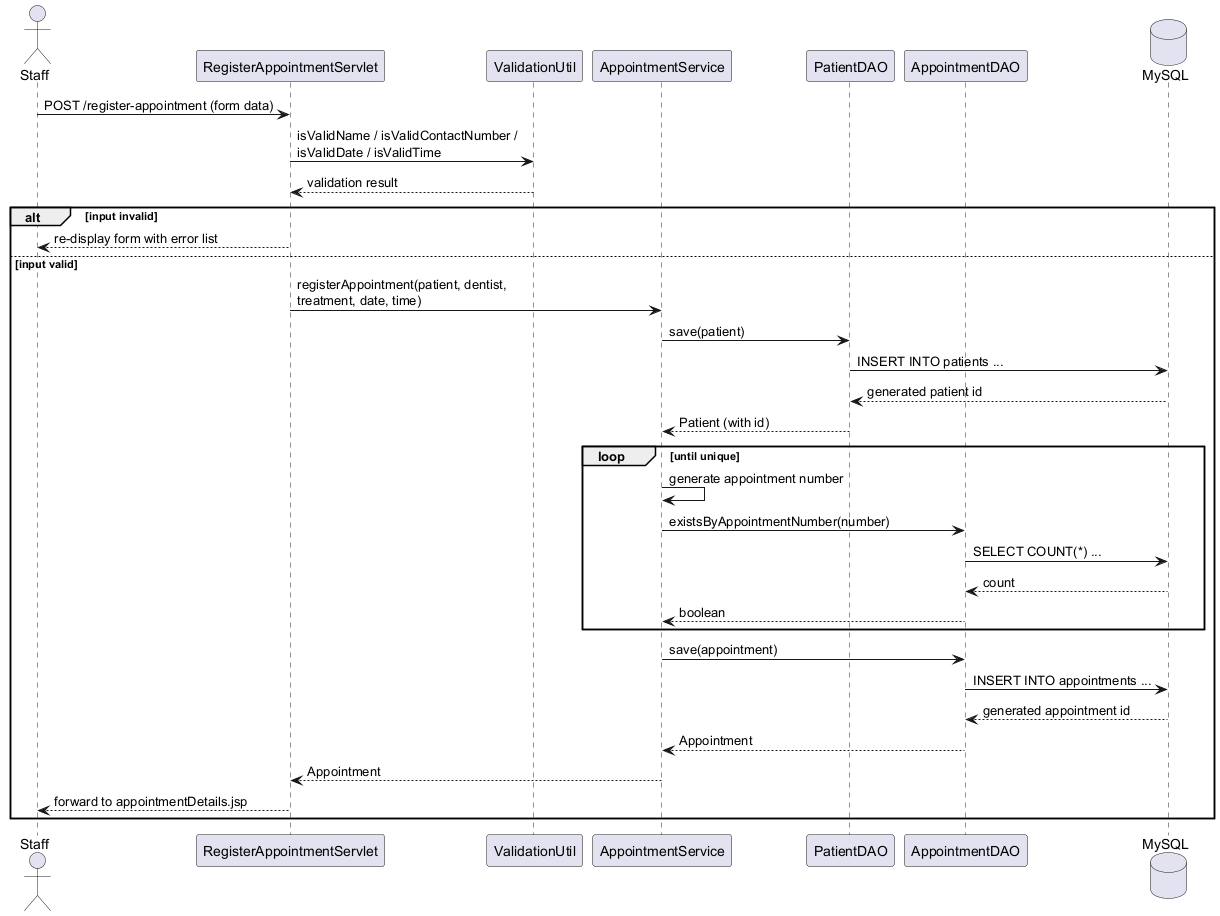 Staff
RegisterAppointmentServlet
ValidationUtil
AppointmentService
PatientDAO
AppointmentDAO
MySQL
POST /register-appointment (form data)
isValidName / isValidContactNumber /
isValidDate / isValidTime
validation result
alt
[input invalid]
re-display form with error list
[input valid]
registerAppointment(patient, dentist,
treatment, date, time)
save(patient)
INSERT INTO patients ...
generated patient id
Patient (with id)
loop
[until unique]
generate appointment number
existsByAppointmentNumber(number)
SELECT COUNT(*) ...
count
boolean
save(appointment)
INSERT INTO appointments ...
generated appointment id
Appointment
Appointment
forward to appointmentDetails.jsp
Staff
RegisterAppointmentServlet
ValidationUtil
AppointmentService
PatientDAO
AppointmentDAO
MySQL